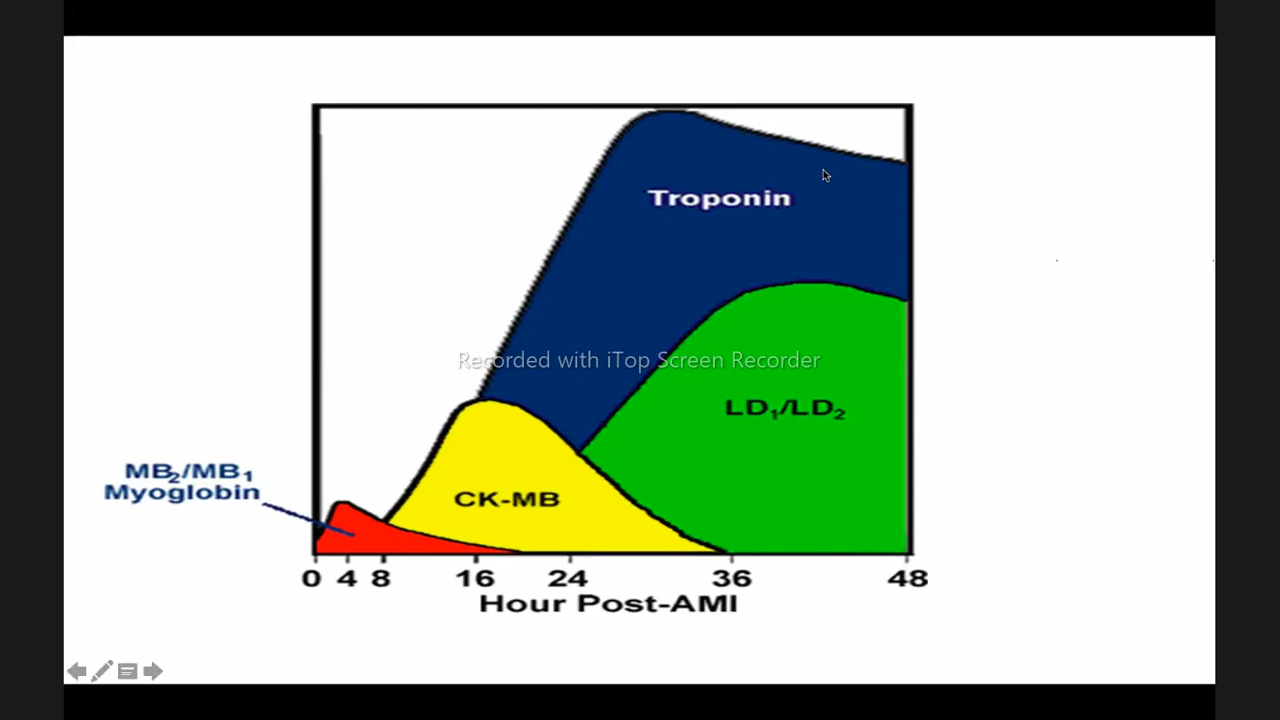 Troponin
Recorded with iTop Screen Recorder
LD₁/LD₂
MB₂/MB₁
Myoglobin
CK-MB
0 4 8 16 24 36 48
Hour Post-AMI